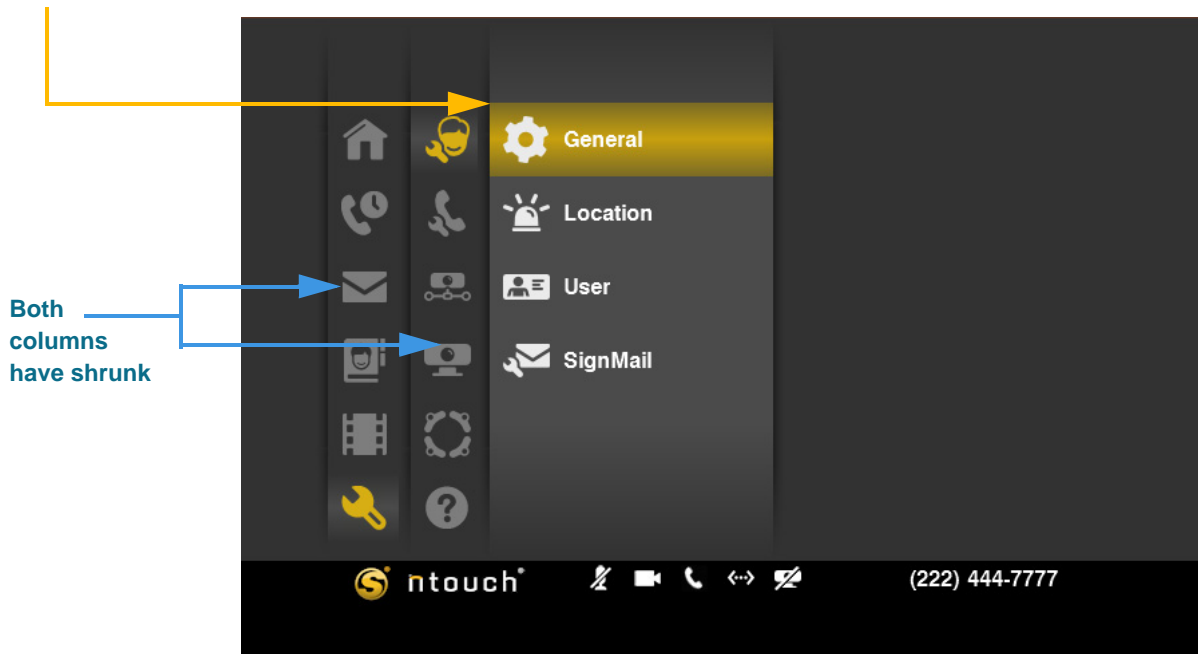 General
Location
User
SignMail
Both
columns
have shrunk
ntouch®
(222) 444-7777